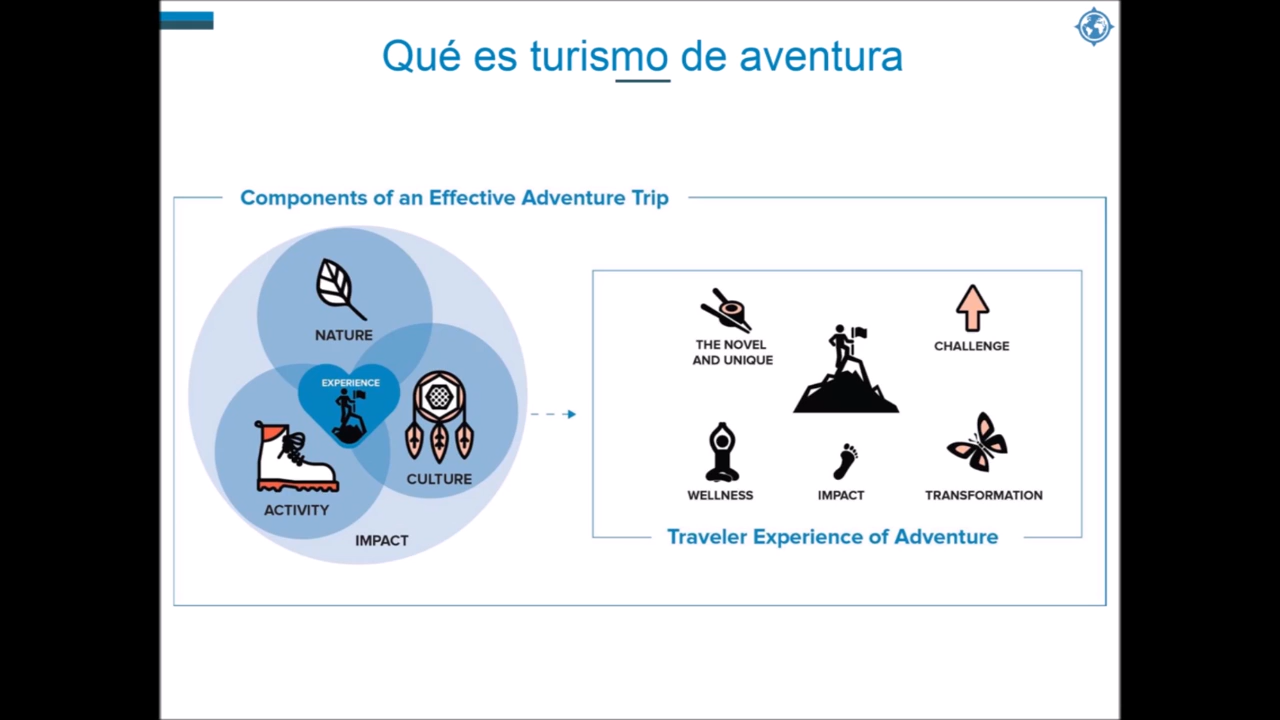 Qué es turismo de aventura
Components of an Effective Adventure Trip
NATURE
EXPERIENCE
CULTURE
ACTIVITY
IMPACT
THE NOVEL
AND UNIQUE
CHALLENGE
WELLNESS
IMPACT
TRANSFORMATION
Traveler Experience of Adventure